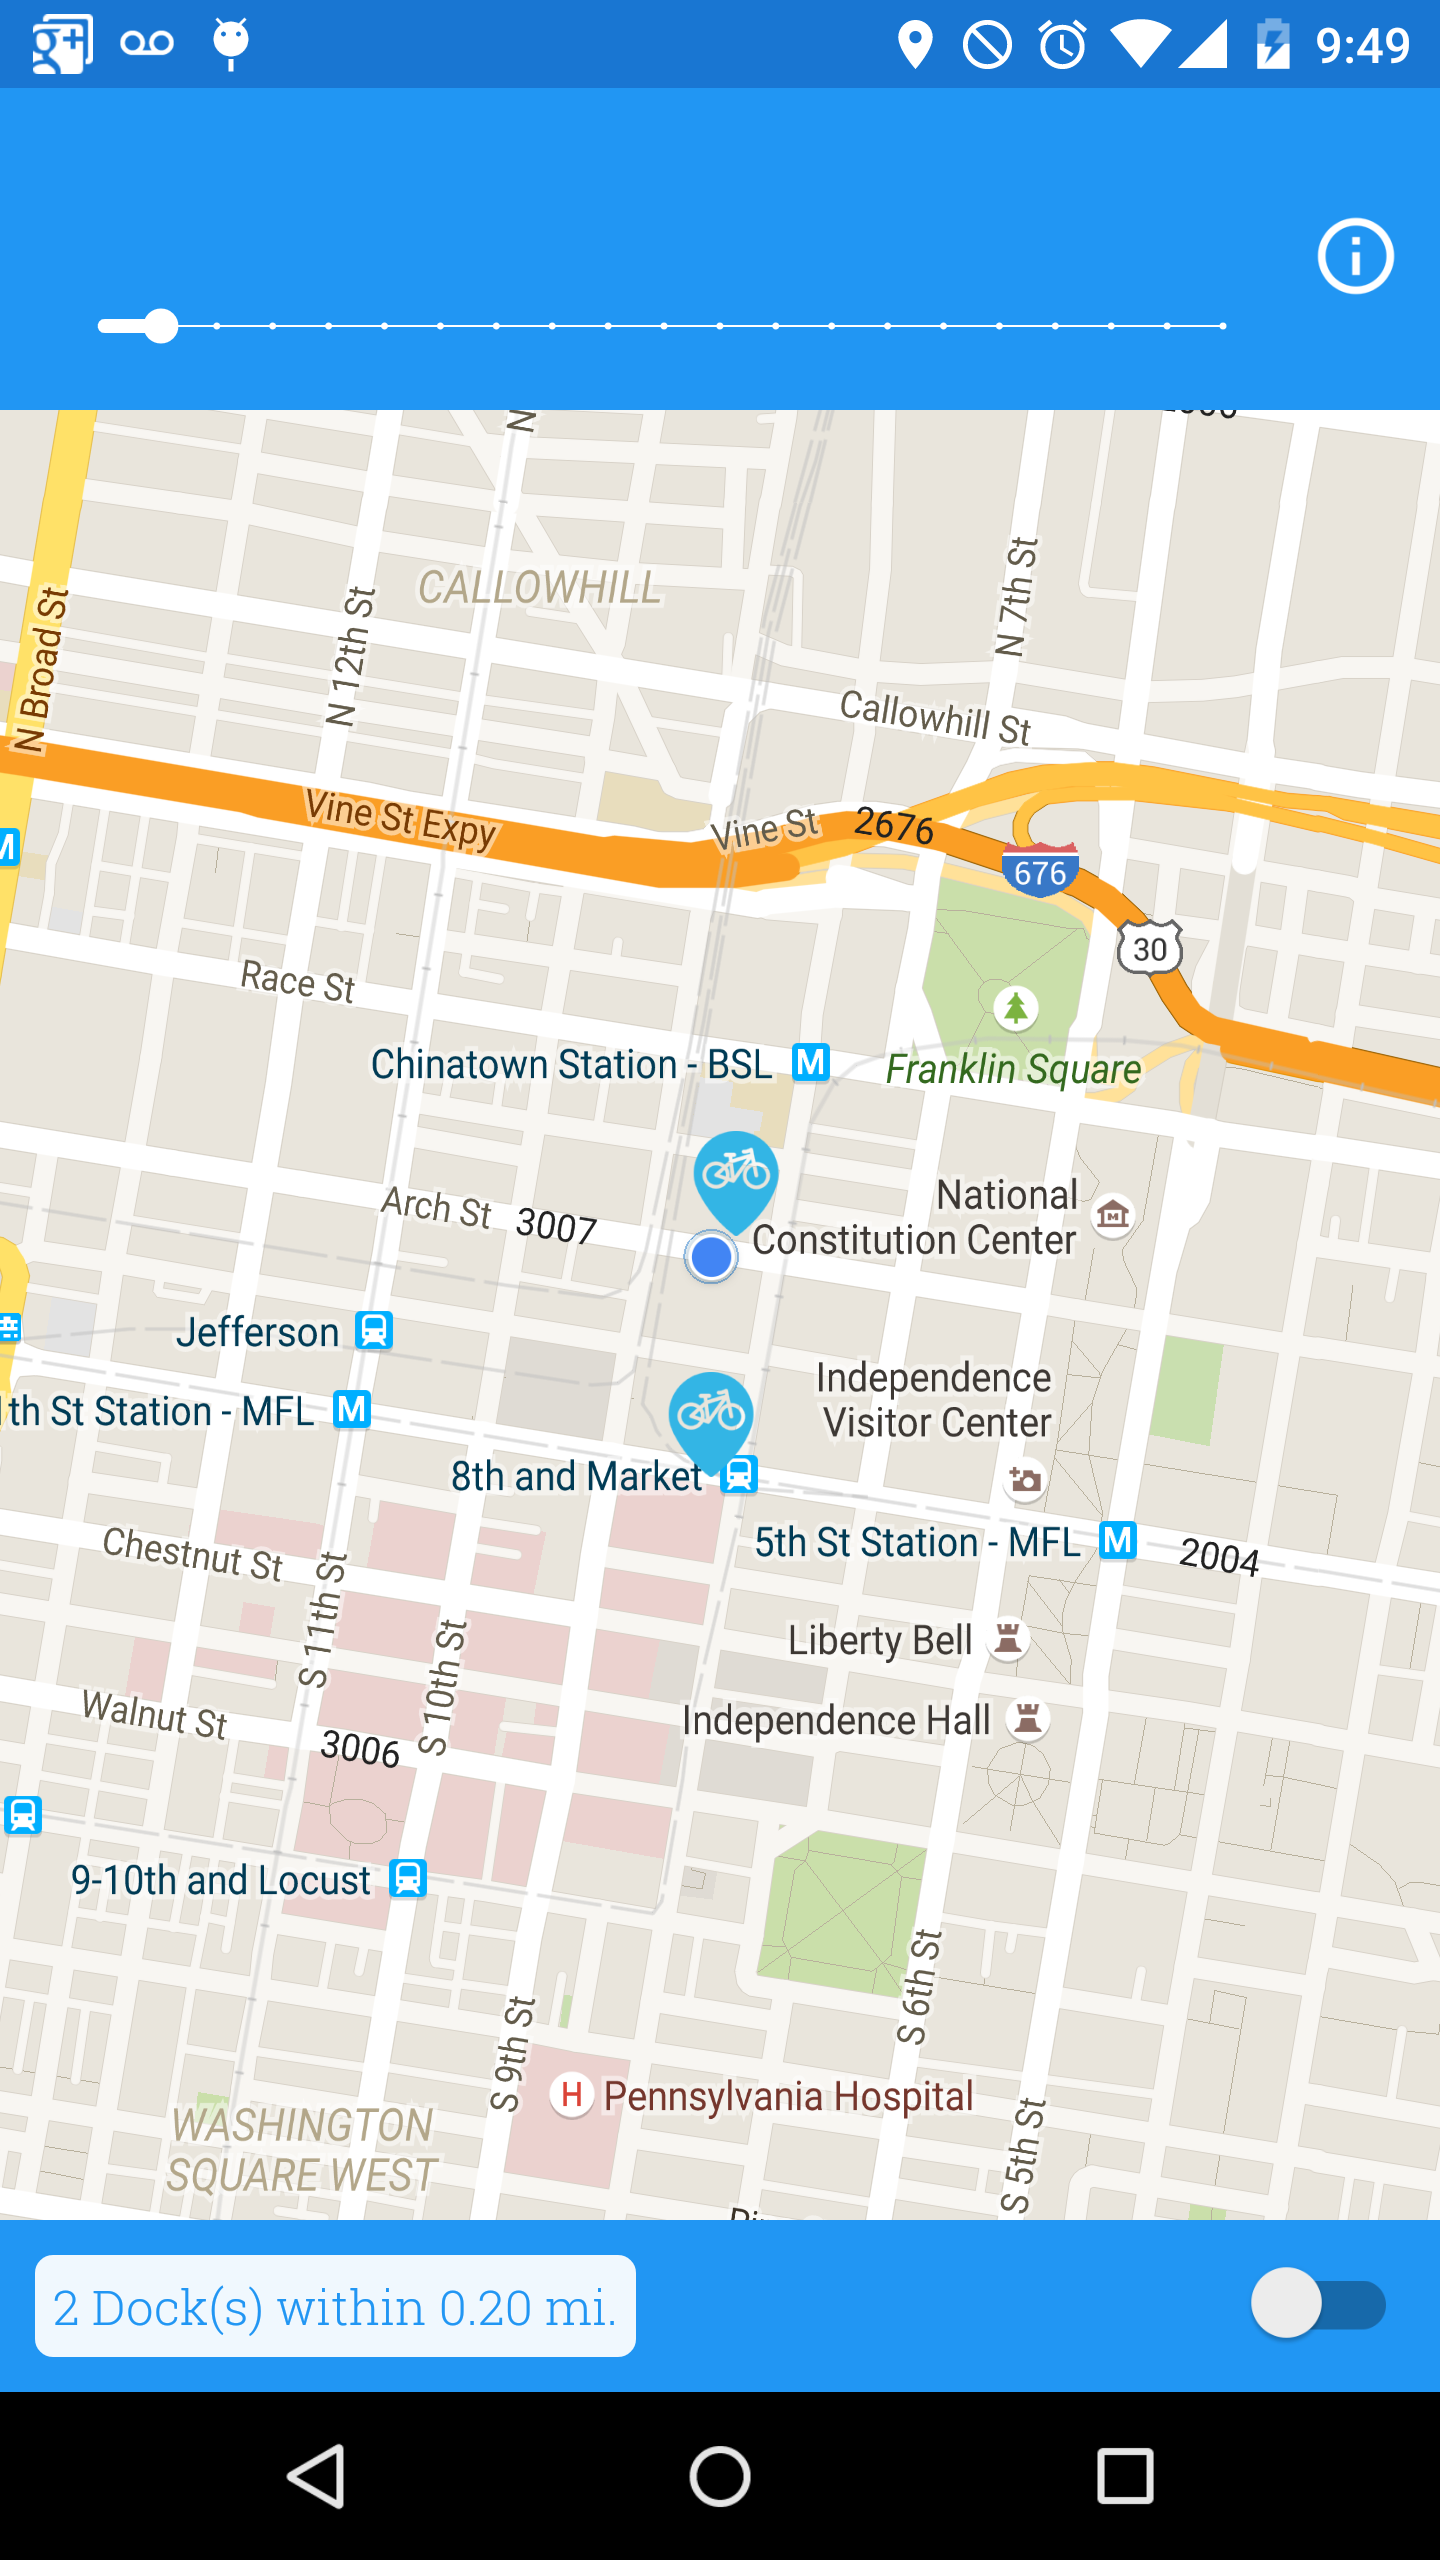 9:49
N Broad St
N 12th St
CALLOWHILL
N 7th St
Callowhill St
Vine St Expy
Vine St
2676
676
30
Race St
Chinatown Station - BSL
M
Franklin Square
Arch St
3007
National
Constitution Center
Jefferson
th St Station - MFL
M
Independence
Visitor Center
8th and Market
5th St Station - MFL
M
2004
Chestnut St
S 11th St
S 10th St
Liberty Bell
Independence Hall
Walnut St
3006
9-10th and Locust
S 6th St
S 9th St
H
Pennsylvania Hospital
S 5th St
WASHINGTON
SQUARE WEST
2 Dock(s) within 0.20 mi.